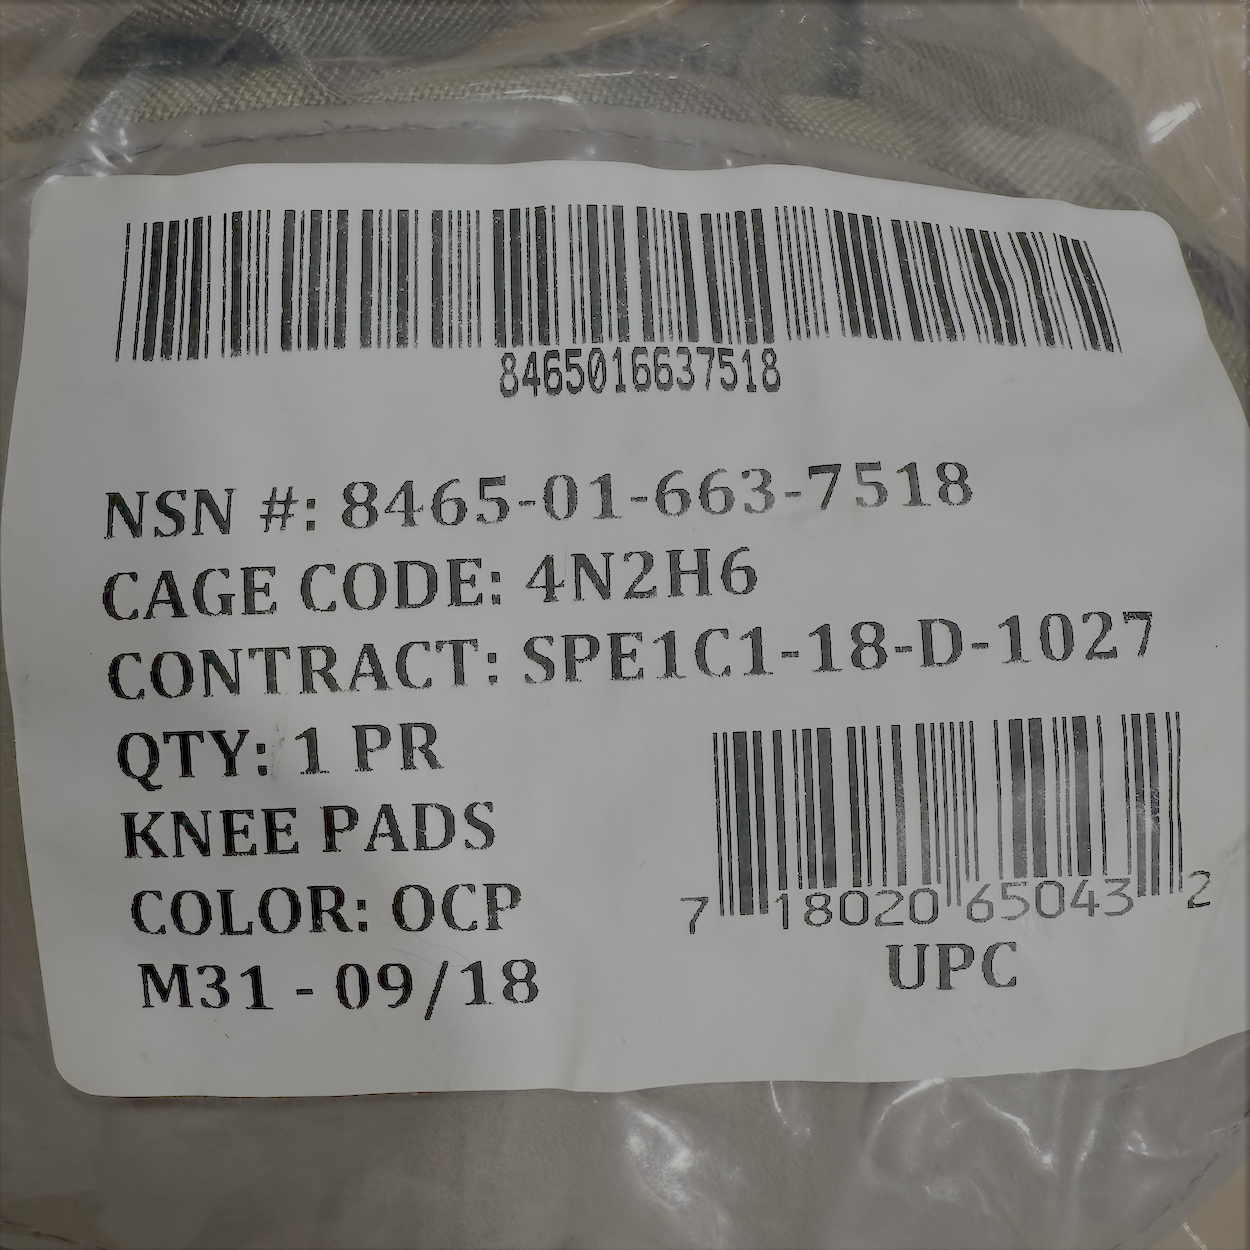 8465016637518
NSN #: 8465-01-663-7518
CAGE CODE: 4N2H6
CONTRACT: SPE1C1-18-D-1027
QTY: 1 PR
KNEE PADS
COLOR: OCP
M31 - 09/18
7 18020 65043 2
UPC